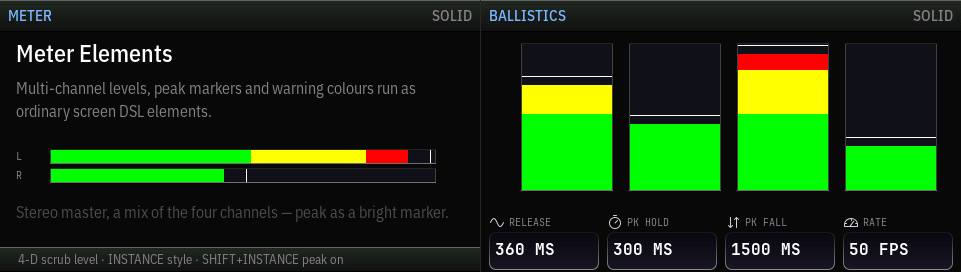 METER
SOLID
Meter Elements
Multi-channel levels, peak markers and warning colours run as
ordinary screen DSL elements.
L
R
Stereo master, a mix of the four channels — peak as a bright marker.
4-D scrub level · INSTANCE style · SHIFT+INSTANCE peak on
BALLISTICS
SOLID
RELEASE
360 MS
PK HOLD
300 MS
PK FALL
1500 MS
RATE
50 FPS